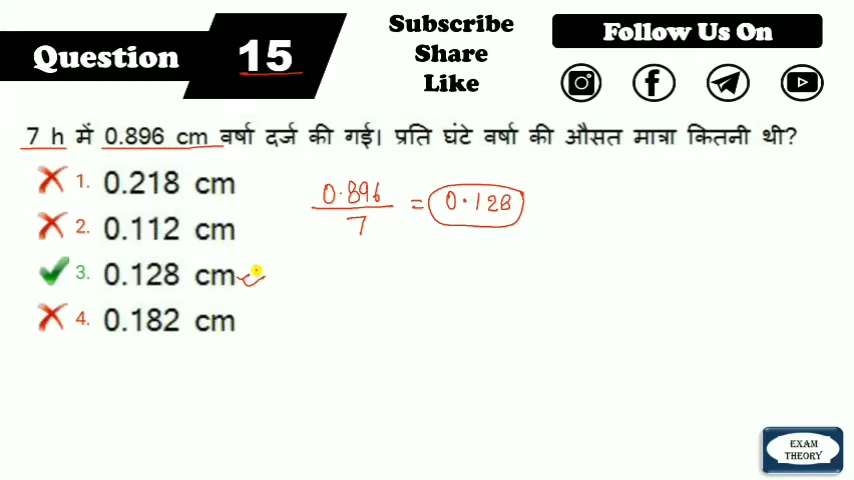 Question 15
Subscribe
Share
Like
Follow Us On
7 h में 0.896 cm वर्षा दर्ज की गई। प्रति घंटे वर्षा की औसत मात्रा कितनी थी?
1. 0.218 cm
2. 0.112 cm
3. 0.128 cm
4. 0.182 cm
0.896
7
= 0.128
EXAM
THEORY